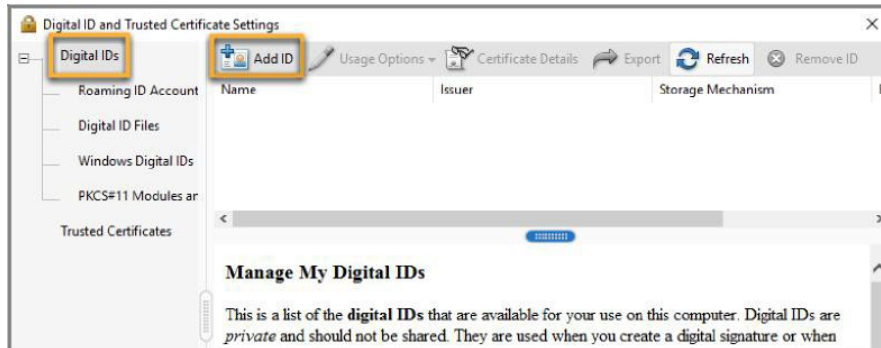 Digital ID and Trusted Certificate Settings
Digital IDs
Add ID Usage Options Certificate Details Export Refresh Remove ID
Roaming ID Account
Name Issuer Storage Mechanism
Digital ID Files
Windows Digital IDs
PKCS#11 Modules an
Trusted Certificates
Manage My Digital IDs
This is a list of the digital IDs that are available for your use on this computer. Digital IDs are
private and should not be shared. They are used when you create a digital signature or when